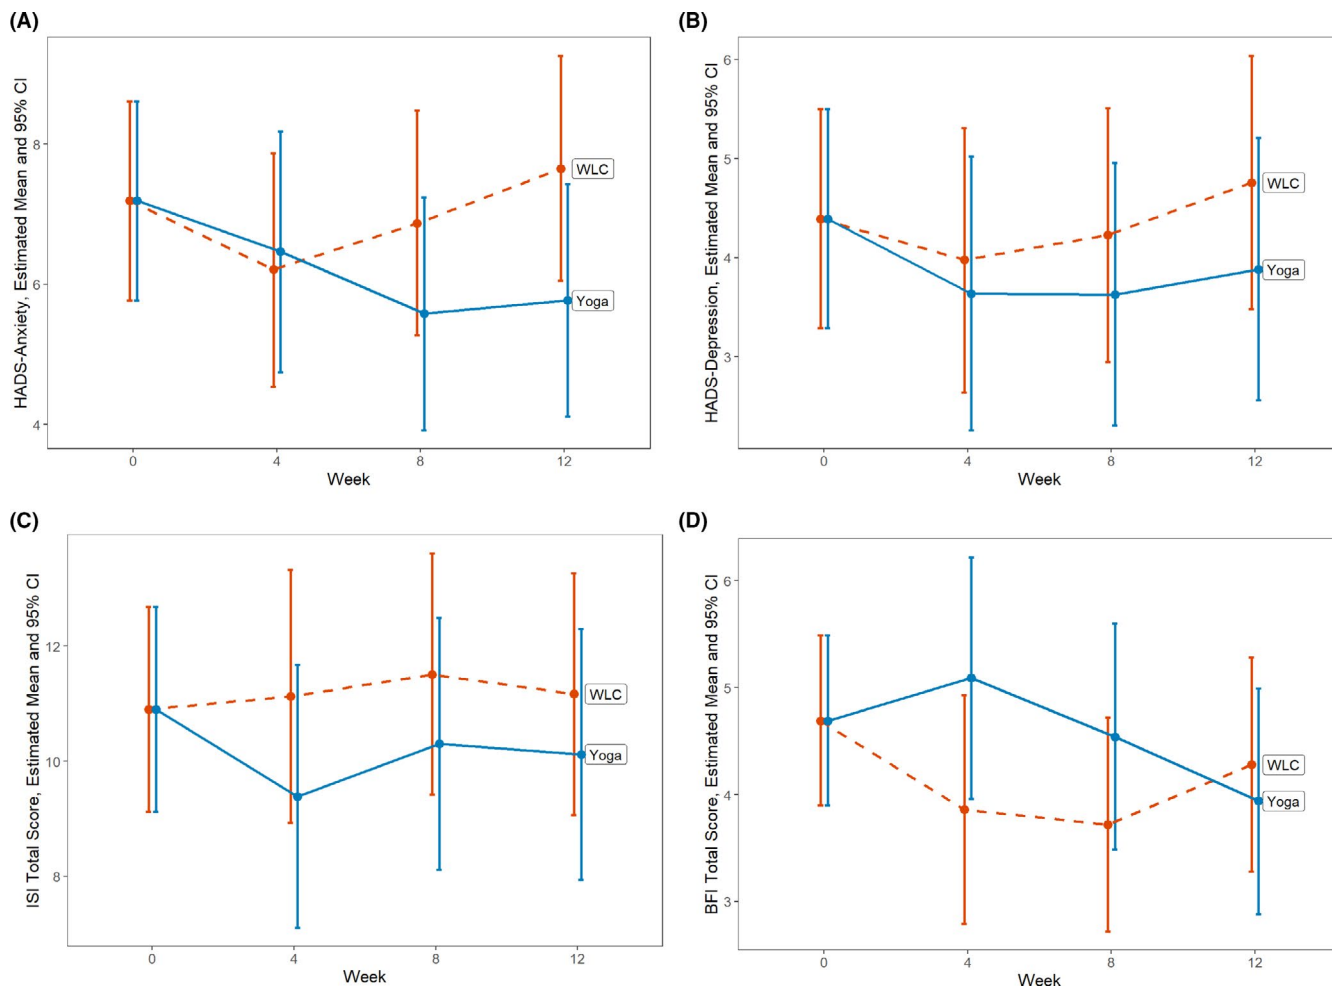 (A)
HADS-Anxiety, Estimated Mean and 95% CI
8
6
4
WLC
Yoga
0 4 8 12
Week
(B)
HADS-Depression, Estimated Mean and 95% CI
6
5
4
3
WLC
Yoga
0 4 8 12
Week
(C)
ISI Total Score, Estimated Mean and 95% CI
12
10
8
WLC
Yoga
0 4 8 12
Week
(D)
BFI Total Score, Estimated Mean and 95% CI
6
5
4
3
WLC
Yoga
0 4 8 12
Week